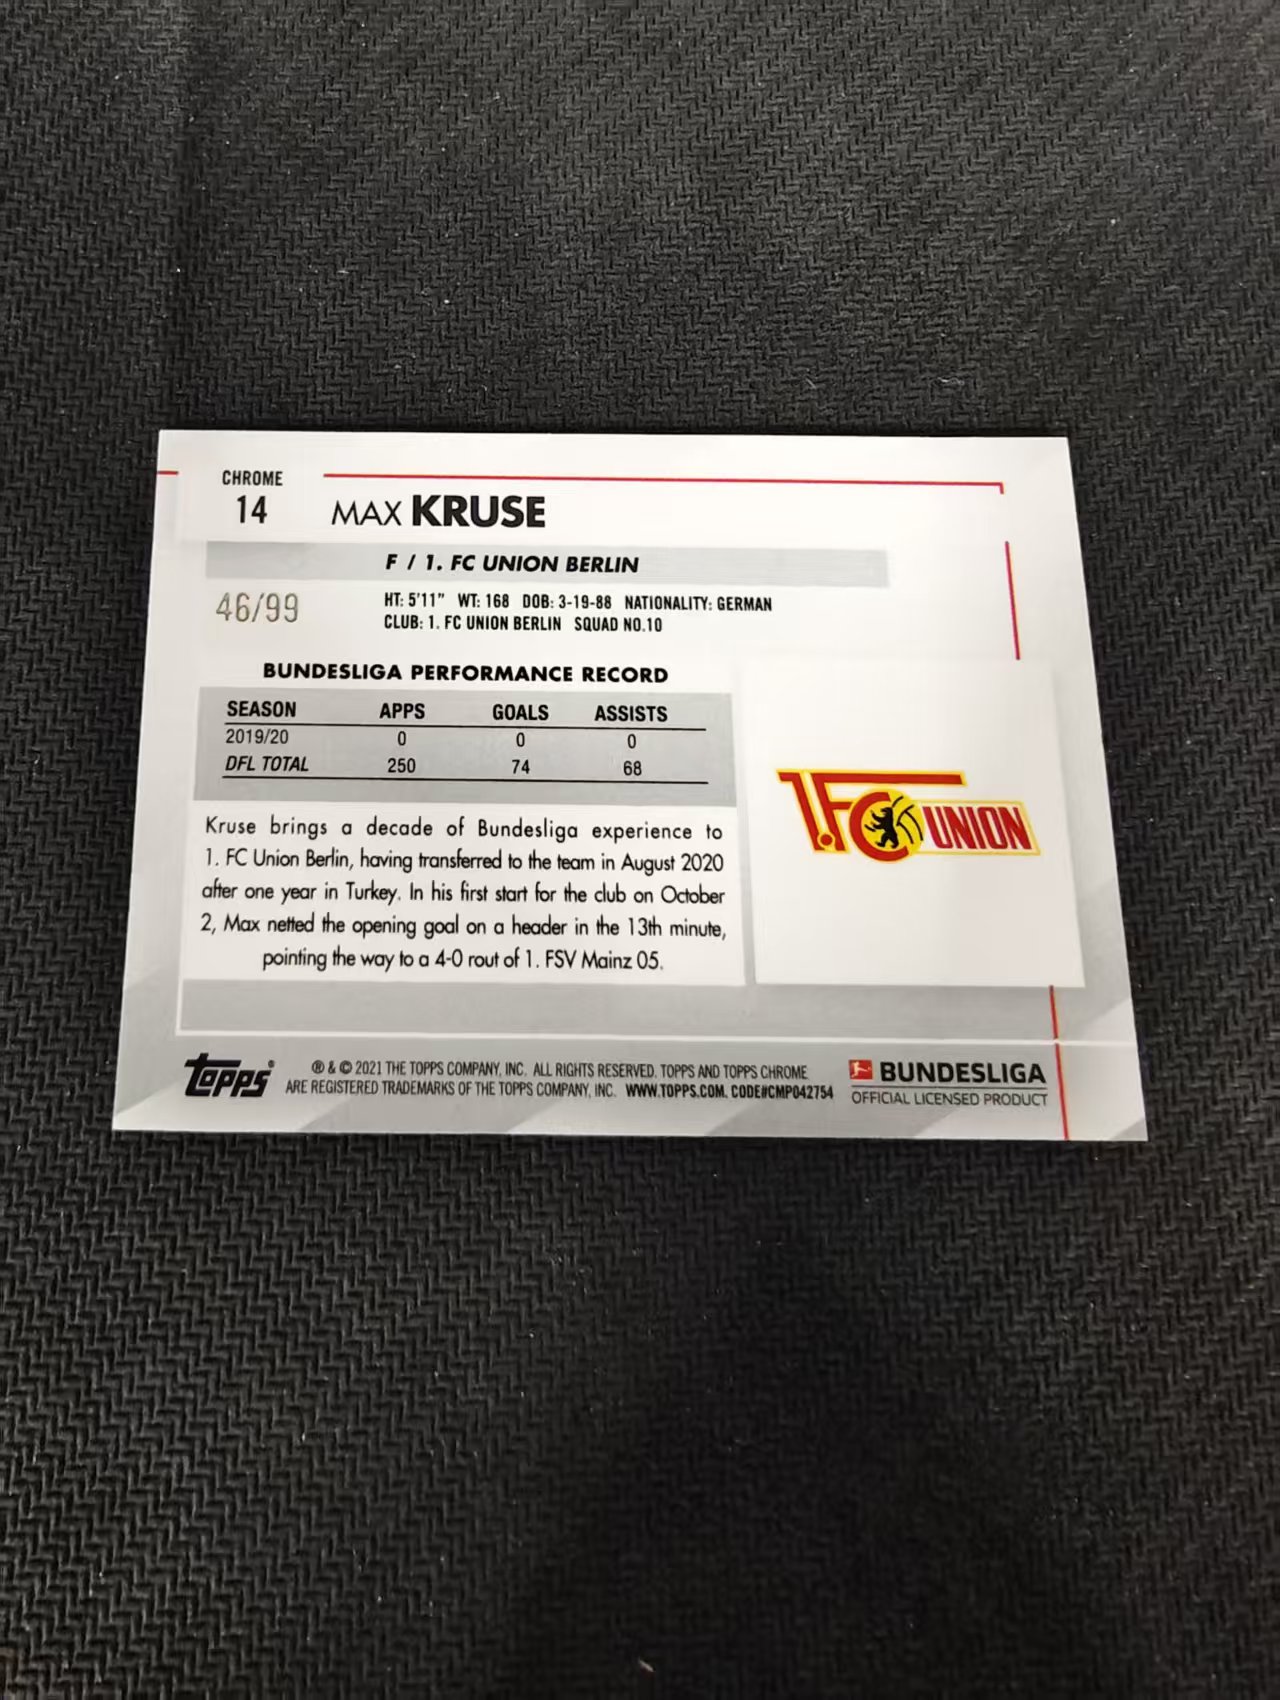 CHROME
14
MAX KRUSE
F / 1. FC UNION BERLIN
46/99
HT: 5'11" WT: 168 DOB: 3-19-88 NATIONALITY: GERMAN
CLUB: 1. FC UNION BERLIN SQUAD NO.10
BUNDESLIGA PERFORMANCE RECORD
SEASON APPS GOALS ASSISTS
2019/20 0 0 0
DFL TOTAL 250 74 68
1.FC UNION
Kruse brings a decade of Bundesliga experience to
1. FC Union Berlin, having transferred to the team in August 2020
after one year in Turkey. In his first start for the club on October
2, Max netted the opening goal on a header in the 13th minute,
pointing the way to a 4-0 rout of 1. FSV Mainz 05.
Topps®
® & © 2021 THE TOPPS COMPANY, INC. ALL RIGHTS RESERVED. TOPPS AND TOPPS CHROME
ARE REGISTERED TRADEMARKS OF THE TOPPS COMPANY, INC. WWW.TOPPS.COM. CODE#CMP042754
BUNDESLIGA
OFFICIAL LICENSED PRODUCT